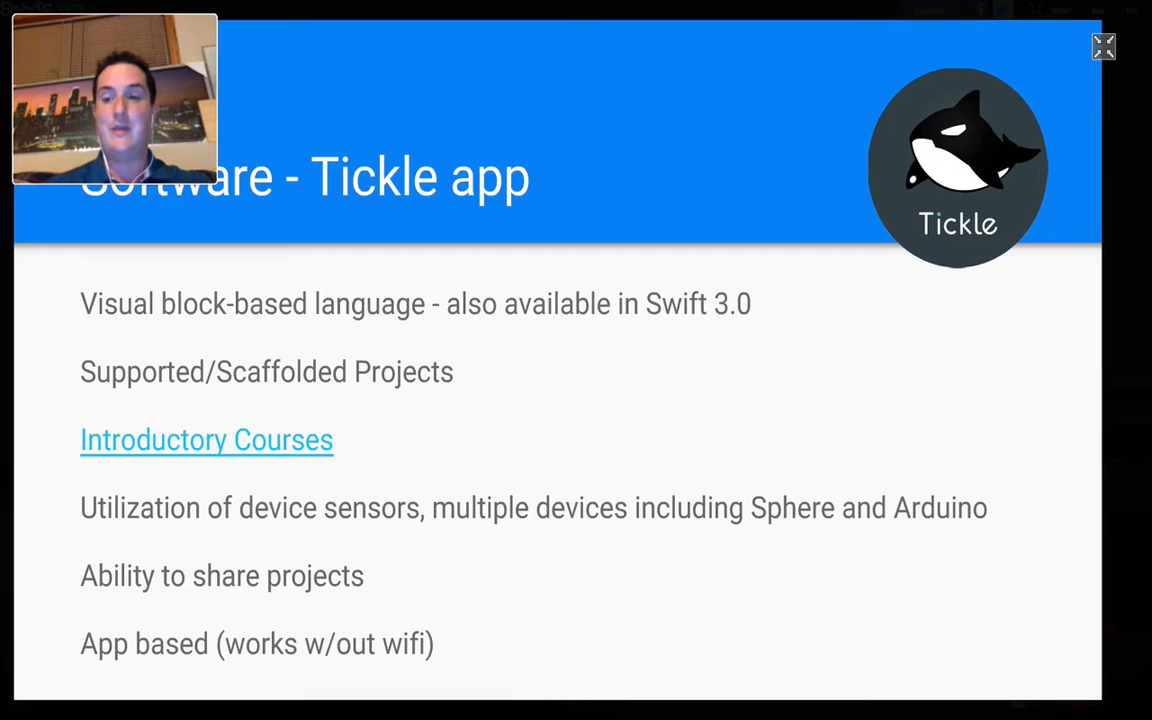 Software - Tickle app
Tickle
Visual block-based language - also available in Swift 3.0
Supported/Scaffolded Projects
Introductory Courses
Utilization of device sensors, multiple devices including Sphere and Arduino
Ability to share projects
App based (works w/out wifi)